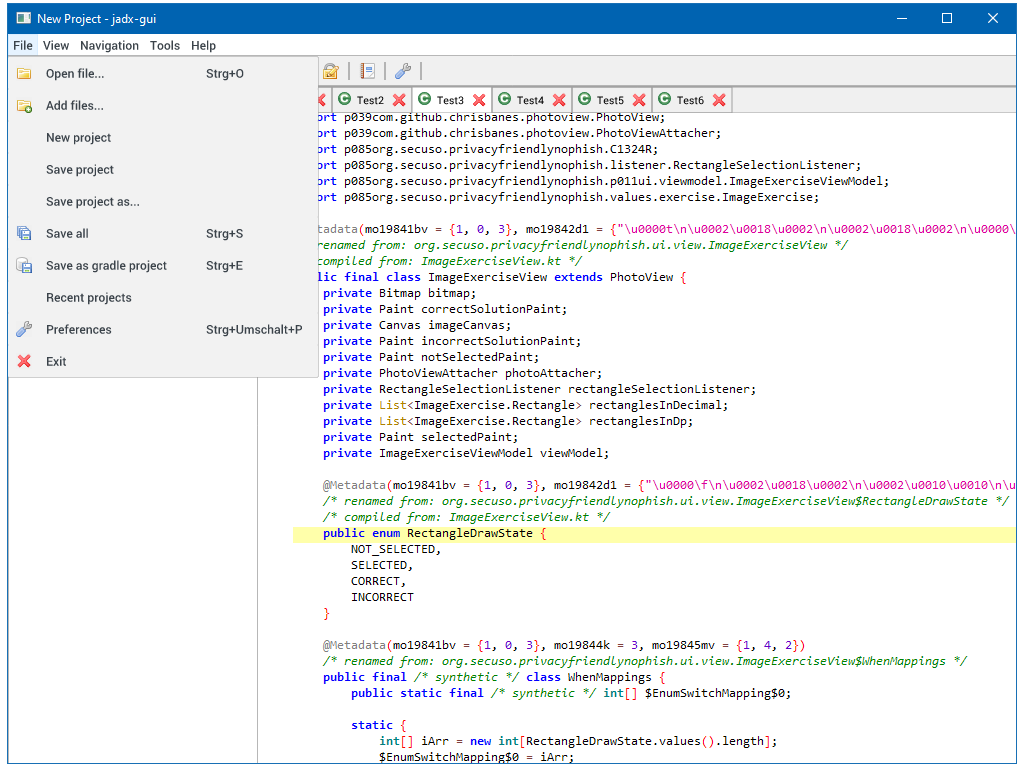 New Project - jadx-gui
File View Navigation Tools Help
Open file... Strg+O
Add files...
New project
Save project
Save project as...
Save all Strg+S
Save as gradle project Strg+E
Recent projects
Preferences Strg+Umschalt+P
Exit
Test2 Test3 Test4 Test5 Test6
ort p039com.github.chrisbanes.photoview.PhotoView;
ort p039com.github.chrisbanes.photoview.PhotoViewAttacher;
ort p085org.secuso.privacyfriendlynophish.C1324R;
ort p085org.secuso.privacyfriendlynophish.listener.RectangleSelectionListener;
ort p085org.secuso.privacyfriendlynophish.p011ui.viewmodel.ImageExerciseViewModel;
ort p085org.secuso.privacyfriendlynophish.values.exercise.ImageExercise;
tadata(mo19841bv = {1, 0, 3}, mo19842d1 = {"\u0000t\n\u0002\u0018\u0002\n\u0002\u0018\u0002\n\u0000\
renamed from: org.secuso.privacyfriendlynophish.ui.view.ImageExerciseView */
compiled from: ImageExerciseView.kt */
lic final class ImageExerciseView extends PhotoView {
private Bitmap bitmap;
private Paint correctSolutionPaint;
private Canvas imageCanvas;
private Paint incorrectSolutionPaint;
private Paint notSelectedPaint;
private PhotoViewAttacher photoAttacher;
private RectangleSelectionListener rectangleSelectionListener;
private List<ImageExercise.Rectangle> rectanglesInDecimal;
private List<ImageExercise.Rectangle> rectanglesInDp;
private Paint selectedPaint;
private ImageExerciseViewModel viewModel;
@Metadata(mo19841bv = {1, 0, 3}, mo19842d1 = {"\u0000\f\n\u0002\u0018\u0002\n\u0002\u0010\u0010\n\u
/* renamed from: org.secuso.privacyfriendlynophish.ui.view.ImageExerciseView$RectangleDrawState */
/* compiled from: ImageExerciseView.kt */
public enum RectangleDrawState {
NOT_SELECTED,
SELECTED,
CORRECT,
INCORRECT
}
@Metadata(mo19841bv = {1, 0, 3}, mo19844k = 3, mo19845mv = {1, 4, 2})
/* renamed from: org.secuso.privacyfriendlynophish.ui.view.ImageExerciseView$WhenMappings */
public final /* synthetic */ class WhenMappings {
public static final /* synthetic */ int[] $EnumSwitchMapping$0;
static {
int[] iArr = new int[RectangleDrawState.values().length];
$EnumSwitchMapping$0 = iArr;